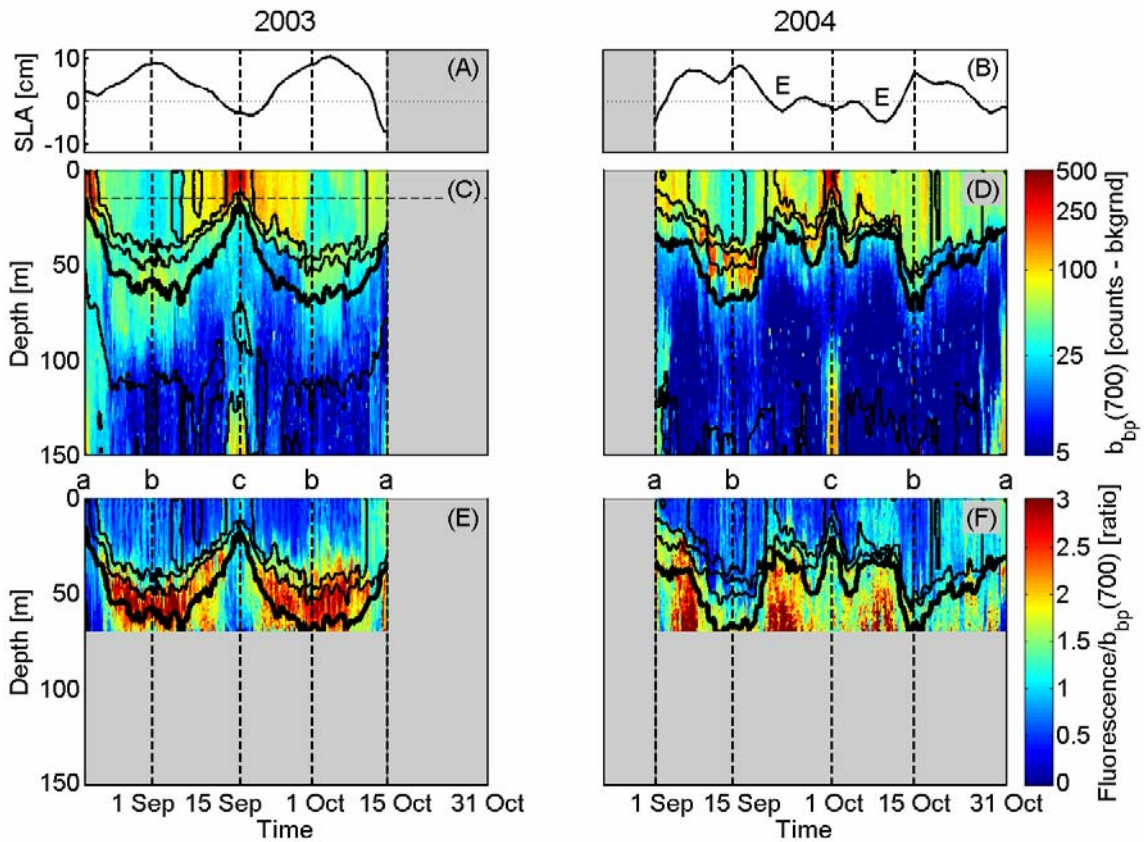 2003 2004
(A) (B)
SLA [cm]
10
0
-10
E E
(C) (D)
Depth [m]
0
50
100
150
500
250
100
25
5
b_bp(700) [counts - bkgrnd]
a b c b a a b c b a
(E) (F)
Depth [m]
0
50
100
150
3
2.5
2
1.5
1
0.5
0
Fluorescence/b_bp(700) [ratio]
1 Sep 15 Sep 1 Oct 15 Oct 31 Oct 1 Sep 15 Sep 1 Oct 15 Oct 31 Oct
Time Time